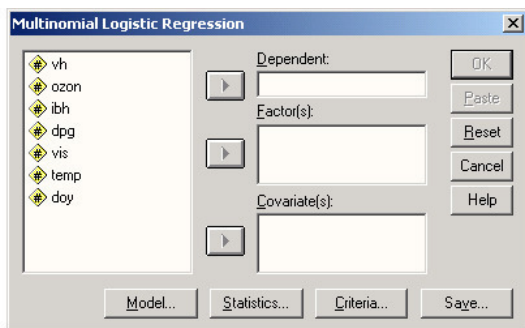 Multinomial Logistic Regression
vh
ozon
ibh
dpg
vis
temp
doy
Dependent:
Factor(s):
Covariate(s):
OK
Paste
Reset
Cancel
Help
Model...
Statistics...
Criteria...
Save...